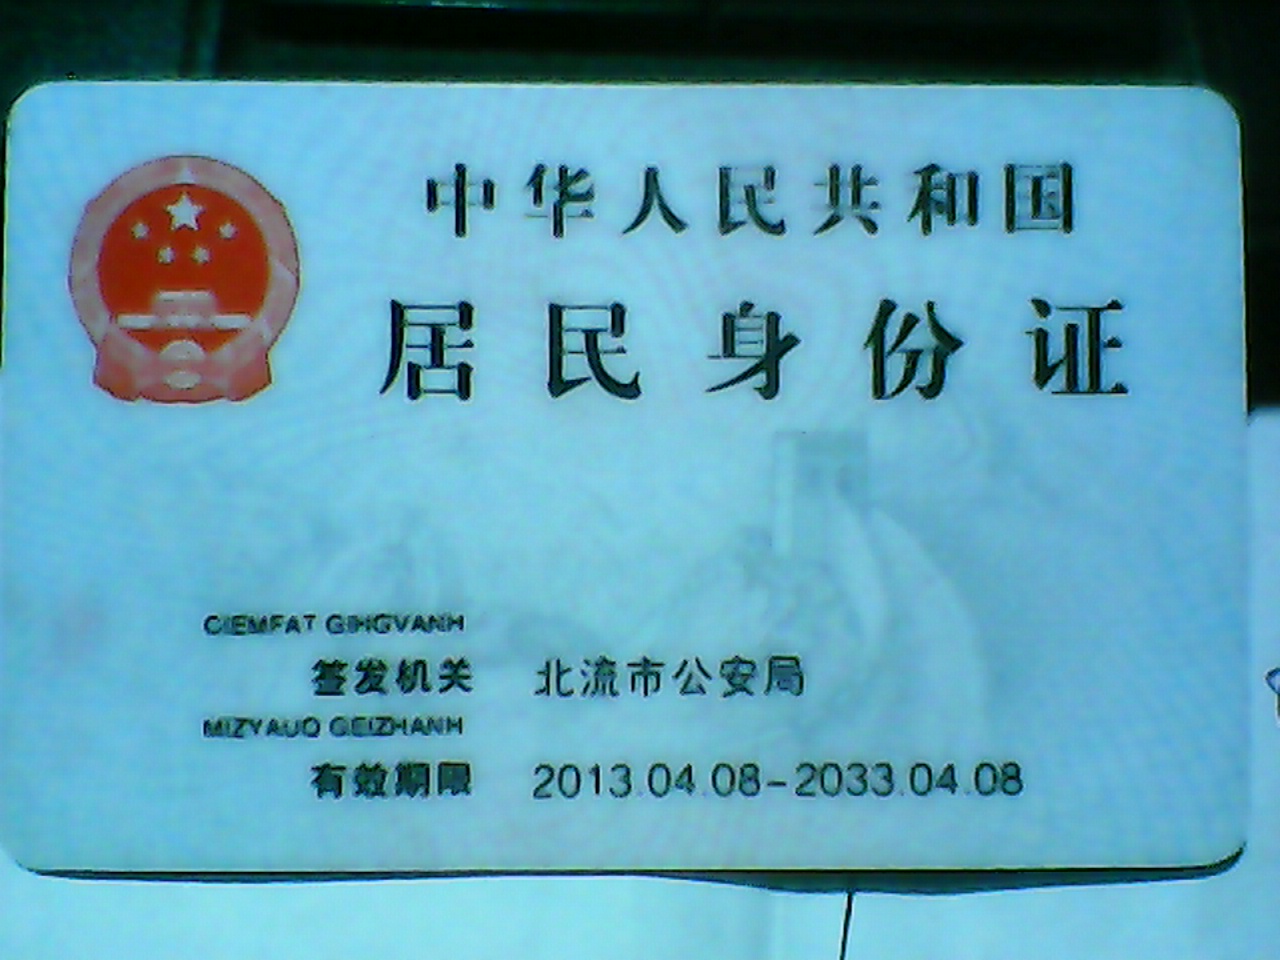 中华人民共和国
居民身份证
CIEMFAT GIHGVANH
签发机关 北流市公安局
MIZYAUQ GEIZHANH
有效期限 2013.04.08-2033.04.08